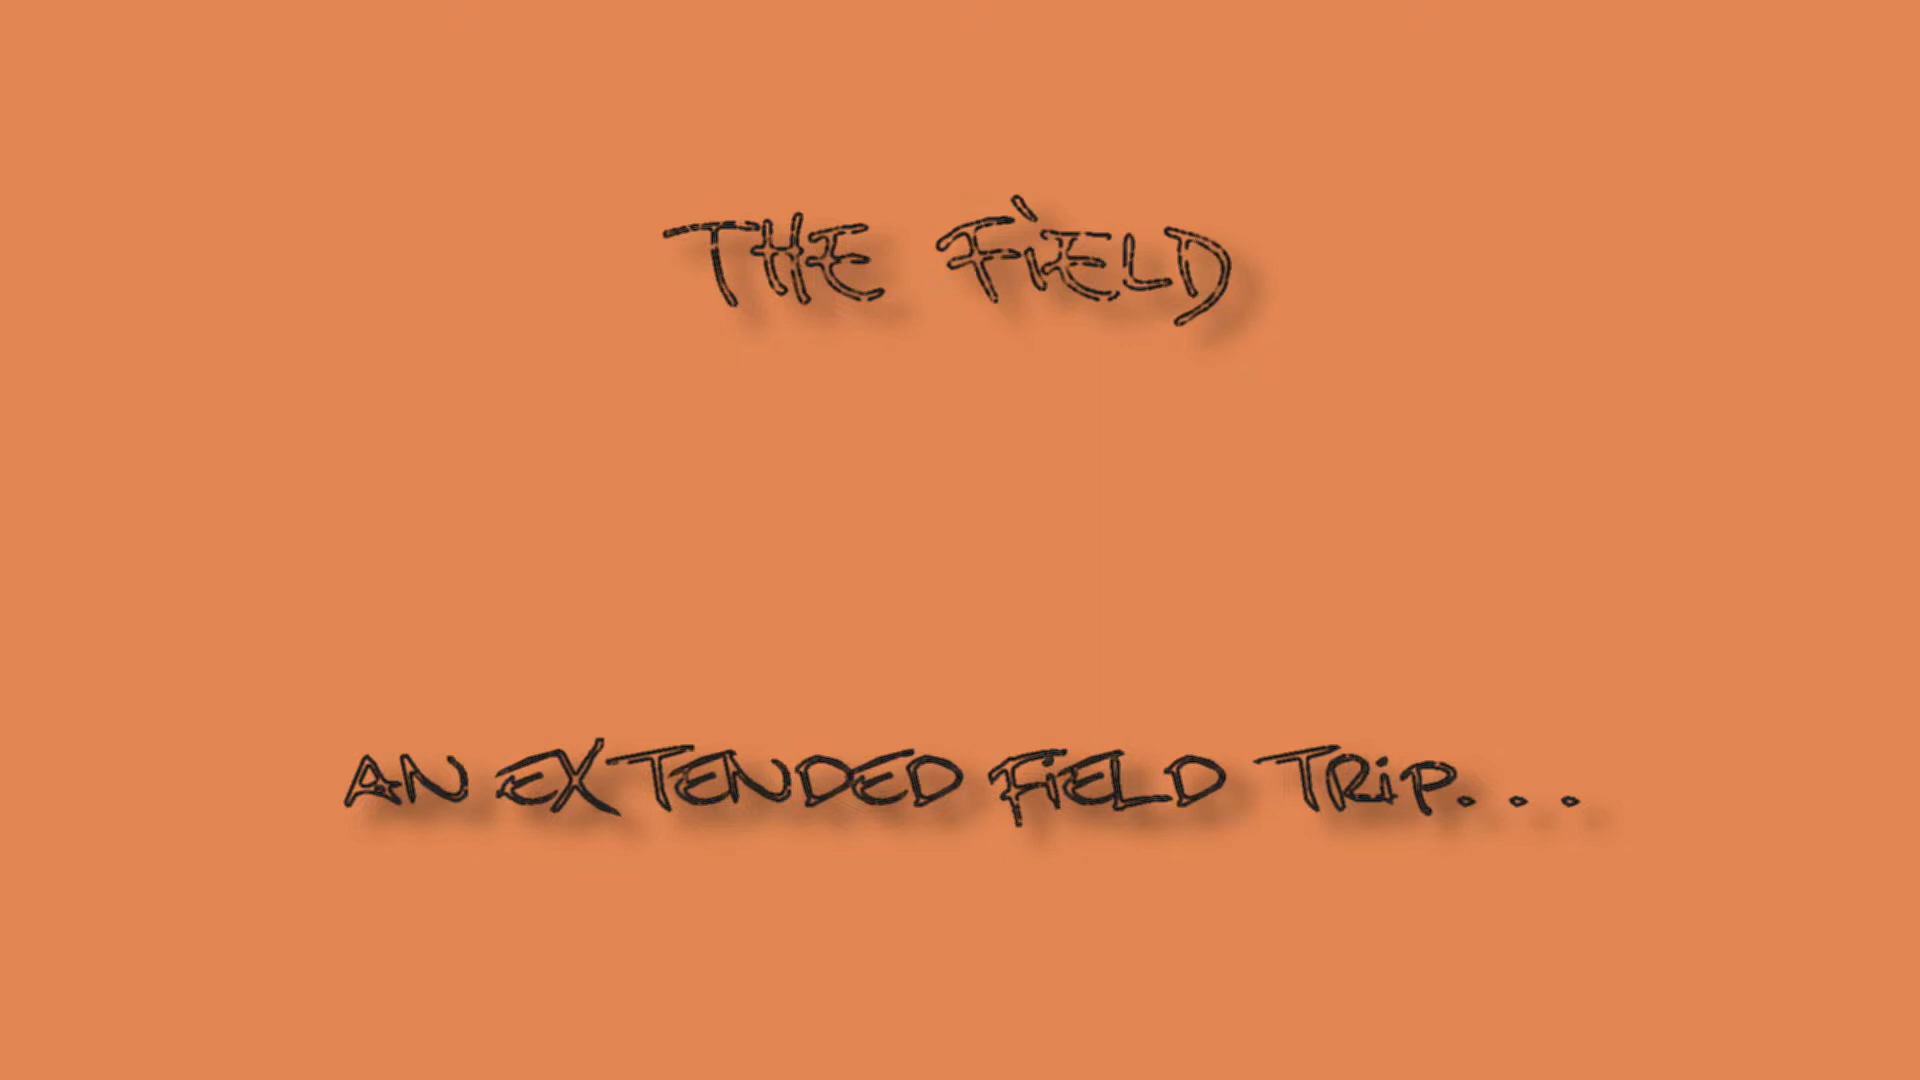 THE FiELD
AN EXTENDED FiELD TRiP. . .